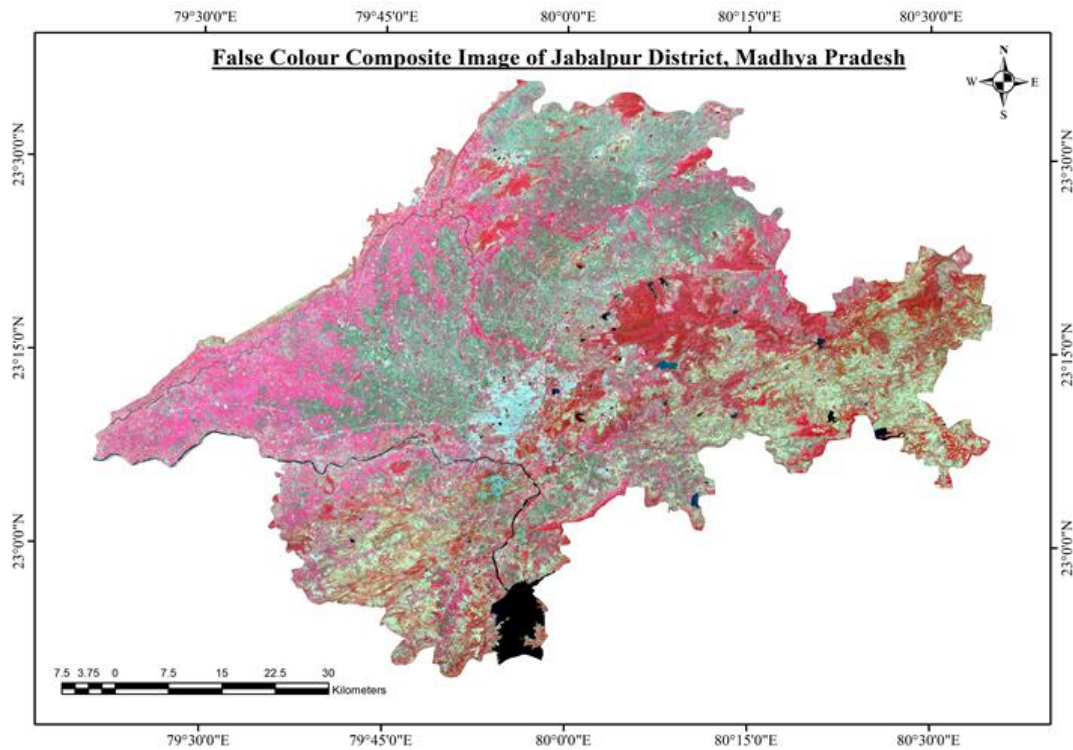 79°30'0"E 79°45'0"E 80°0'0"E 80°15'0"E 80°30'0"E
False Colour Composite Image of Jabalpur District, Madhya Pradesh
N
W E
S
23°30'0"N 23°30'0"N
23°15'0"N 23°15'0"N
23°0'0"N 23°0'0"N
7.5 3.75 0 7.5 15 22.5 30
Kilometers
79°30'0"E 79°45'0"E 80°0'0"E 80°15'0"E 80°30'0"E